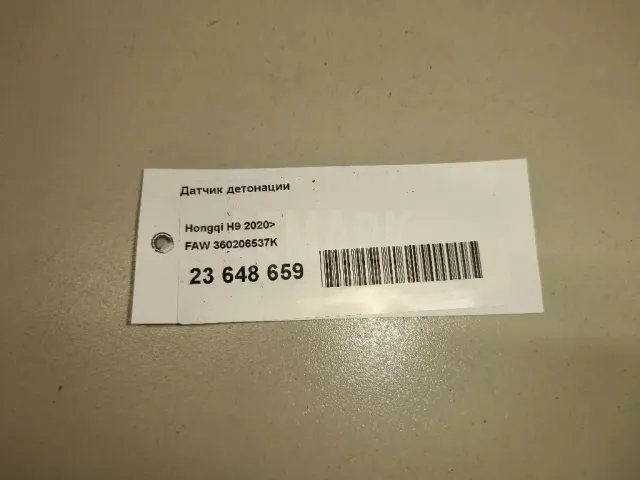 Датчик детонации
Hongqi H9 2020>
FAW 360206537K
23 648 659